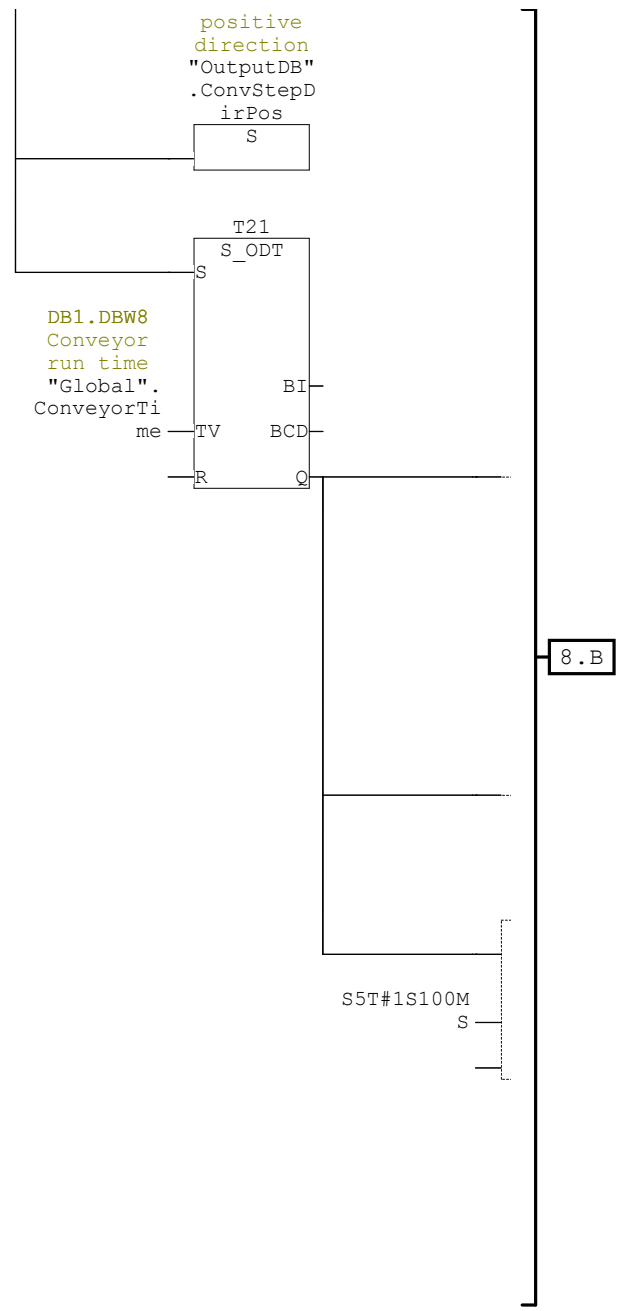 positive
direction
"OutputDB"
.ConvStepD
irPos
S
T21
S_ODT
S
DB1.DBW8
Conveyor
run time
"Global".
ConveyorTi
me
BI
TV
BCD
R
Q
8.B
S5T#1S100M
S